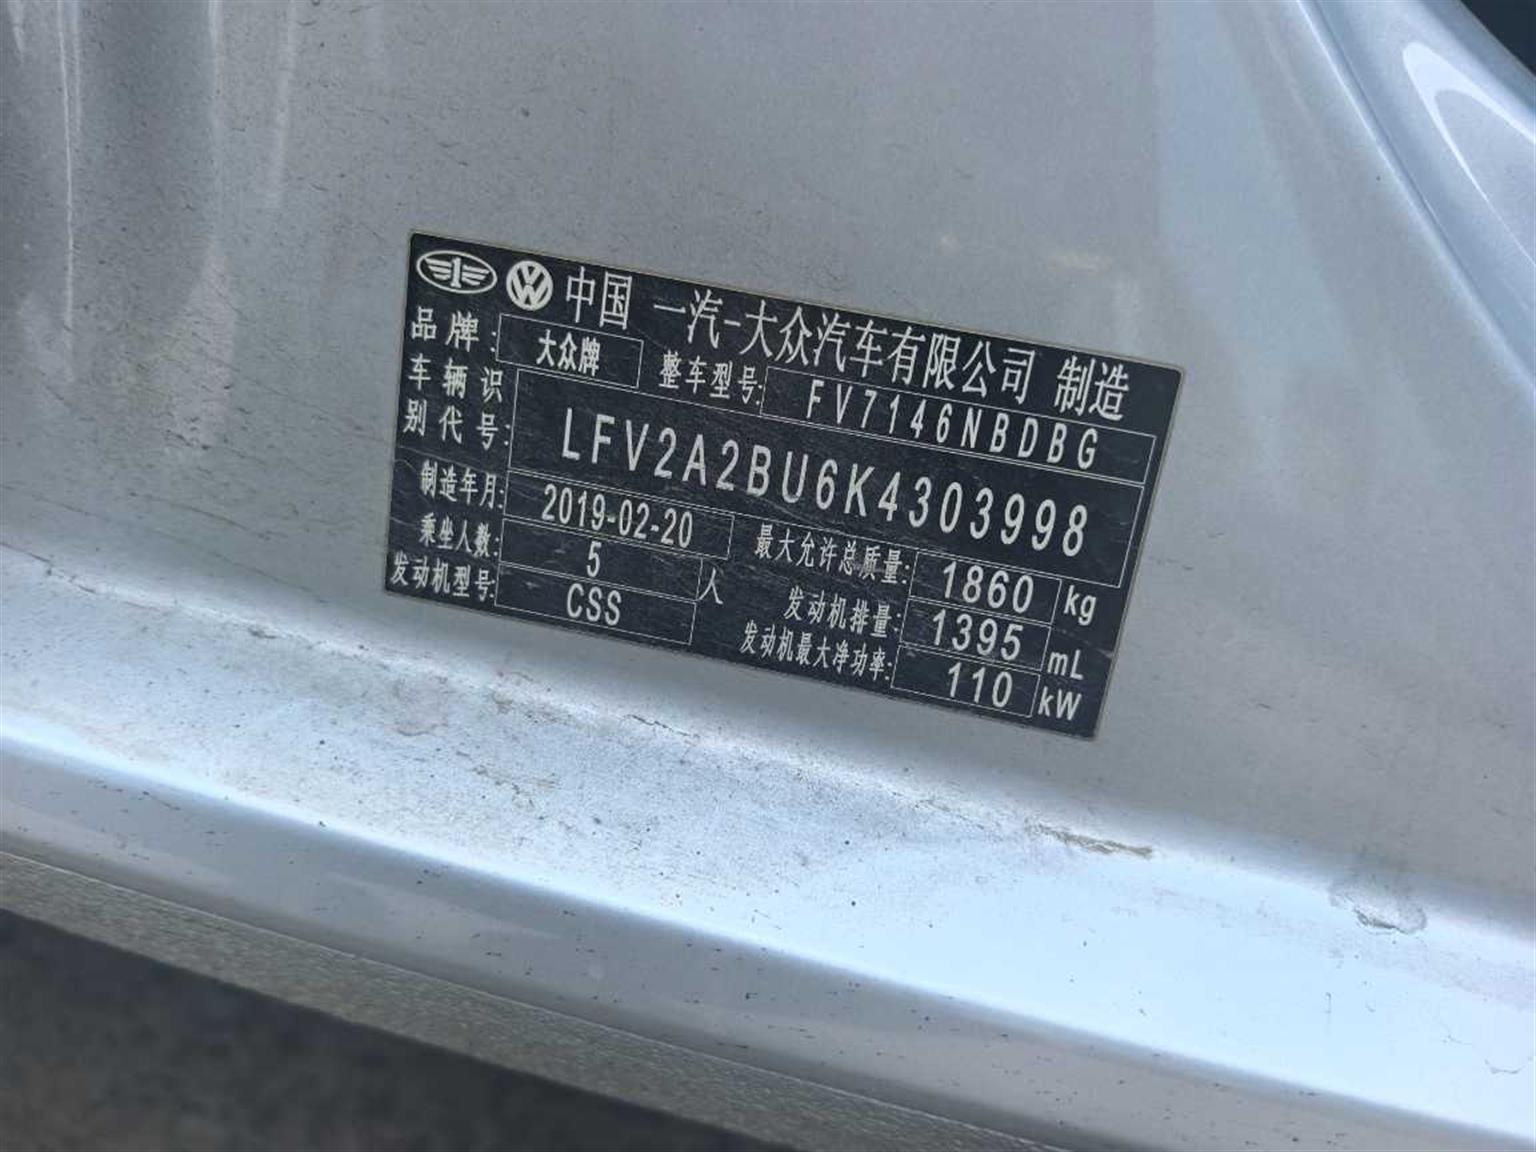 中国 一汽-大众汽车有限公司 制造
品牌: 大众牌 整车型号: FV7146NBDBG
车辆识别代号: LFV2A2BU6K4303998
制造年月: 2019-02-20 最大允许总质量: 1860 kg
乘坐人数: 5 人 发动机排量: 1395 mL
发动机型号: CSS 发动机最大净功率: 110 kW